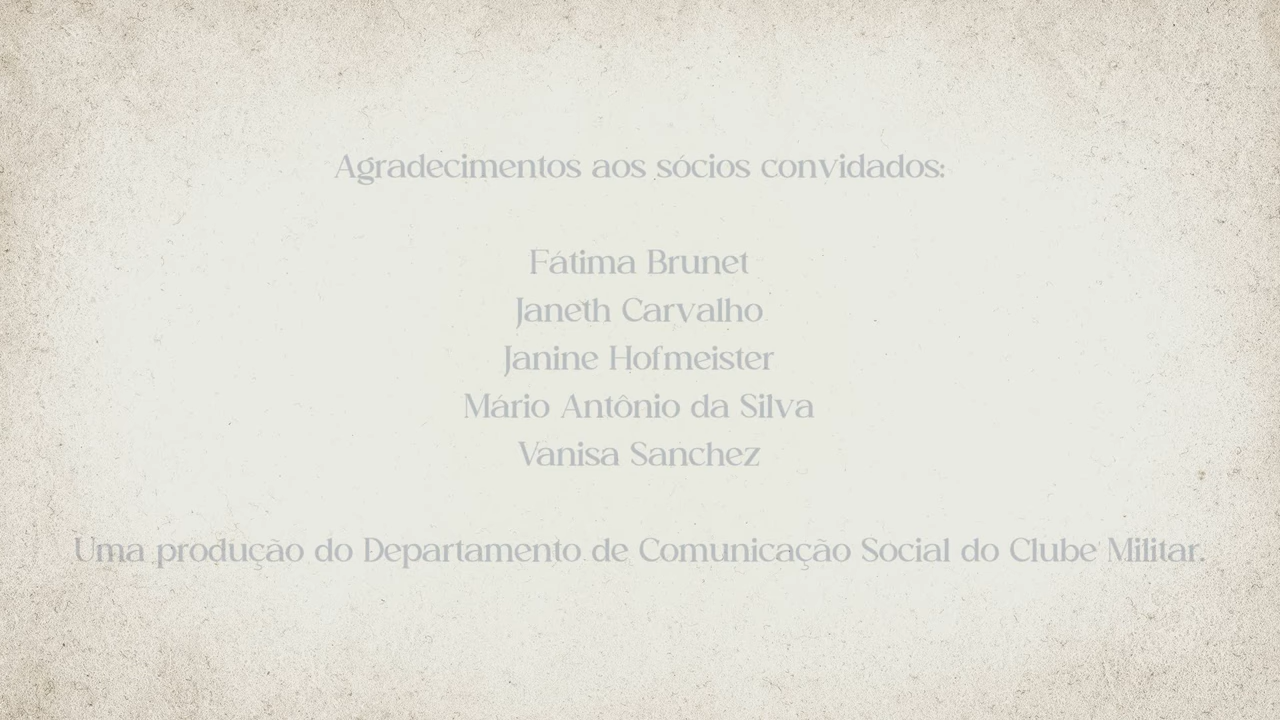 Agradecimentos aos sócios convidados:
Fátima Brunet
Janeth Carvalho
Janine Hofmeister
Mário Antônio da Silva
Vanisa Sanchez
Uma produção do Departamento de Comunicação Social do Clube Militar.